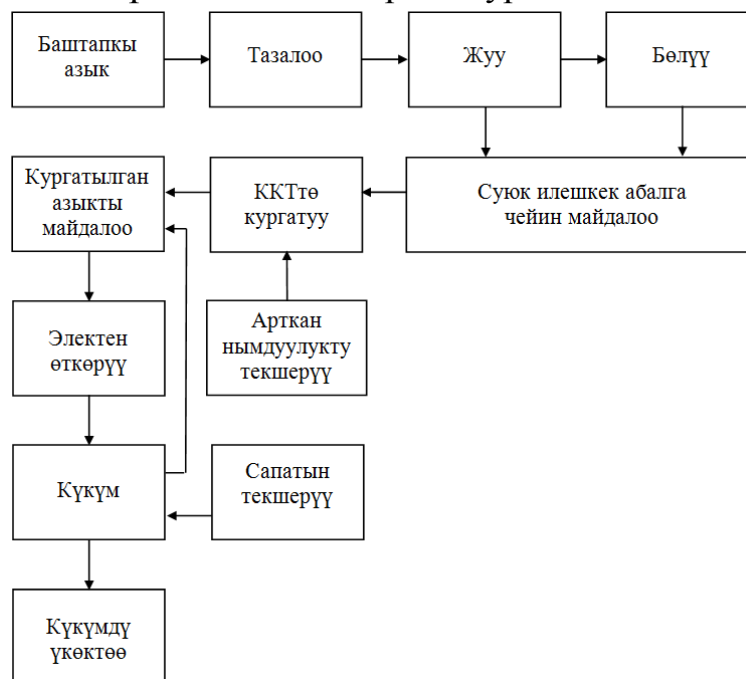 Баштапкы
азык
Тазалоо
Жуу
Бөлүү
Кургатылган
азыкты
майдалоо
ККТтө
кургатуу
Суюк илешкек абалга
чейин майдалоо
Электен
өткөрүү
Арткан
нымдуулукту
текшерүү
Күкүм
Сапатын
текшерүү
Күкүмдү
үкөктөө